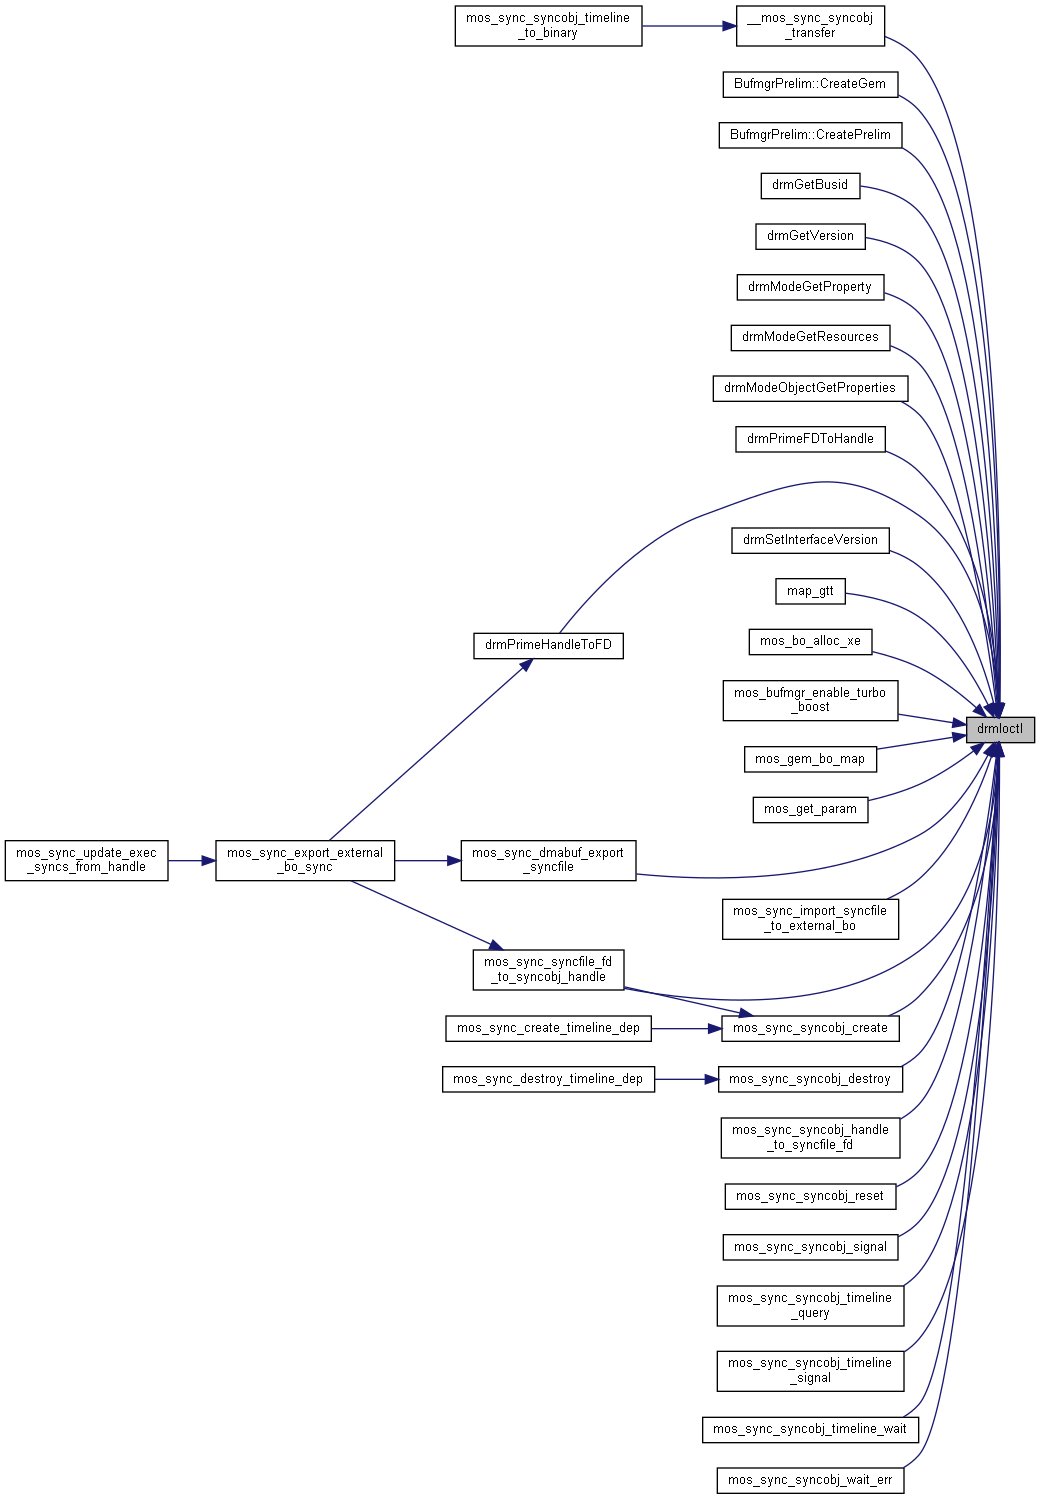 mos_sync_syncobj_timeline
_to_binary
__mos_sync_syncobj
_transfer
BufmgrPrelim::CreateGem
BufmgrPrelim::CreatePrelim
drmGetBusid
drmGetVersion
drmModeGetProperty
drmModeGetResources
drmModeObjectGetProperties
drmPrimeFDToHandle
drmSetInterfaceVersion
map_gtt
drmPrimeHandleToFD
mos_bo_alloc_xe
mos_bufmgr_enable_turbo
_boost
drmIoctl
mos_gem_bo_map
mos_get_param
mos_sync_update_exec
_syncs_from_handle
mos_sync_export_external
_bo_sync
mos_sync_dmabuf_export
_syncfile
mos_sync_import_syncfile
_to_external_bo
mos_sync_syncfile_fd
_to_syncobj_handle
mos_sync_create_timeline_dep
mos_sync_syncobj_create
mos_sync_destroy_timeline_dep
mos_sync_syncobj_destroy
mos_sync_syncobj_handle
_to_syncfile_fd
mos_sync_syncobj_reset
mos_sync_syncobj_signal
mos_sync_syncobj_timeline
_query
mos_sync_syncobj_timeline
_signal
mos_sync_syncobj_timeline_wait
mos_sync_syncobj_wait_err